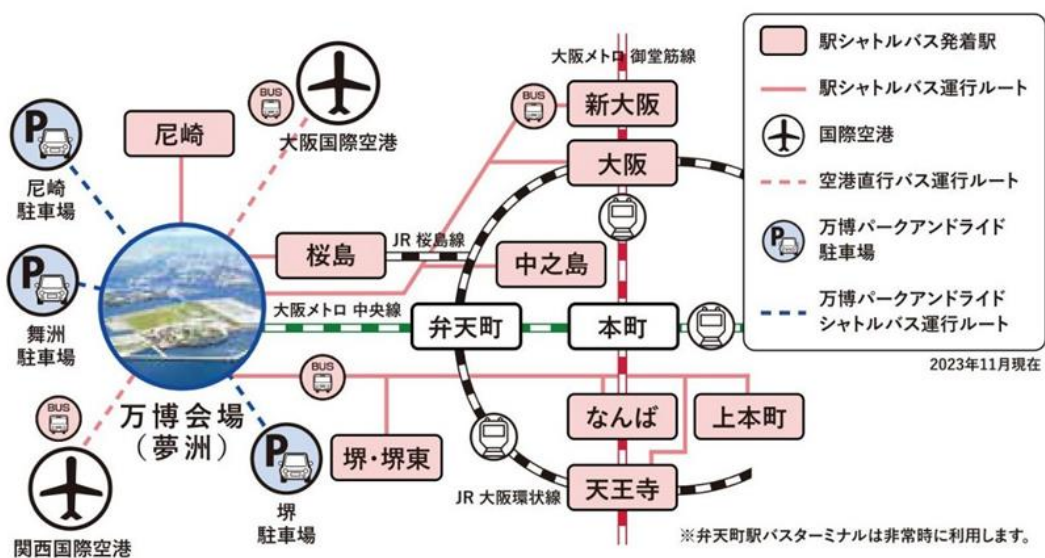 大阪メトロ 御堂筋線
BUS
大阪国際空港
BUS
新大阪
尼崎
大阪
P
尼崎
駐車場
JR 桜島線
桜島
中之島
P
舞洲
駐車場
大阪メトロ 中央線
弁天町
本町
万博会場
(夢洲)
BUS
なんば
上本町
BUS
堺・堺東
P
堺
駐車場
JR 大阪環状線
天王寺
関西国際空港
駅シャトルバス発着駅
駅シャトルバス運行ルート
国際空港
空港直行バス運行ルート
P
万博パークアンドライド
駐車場
万博パークアンドライド
シャトルバス運行ルート
2023年11月現在
※弁天町駅バスターミナルは非常時に利用します。